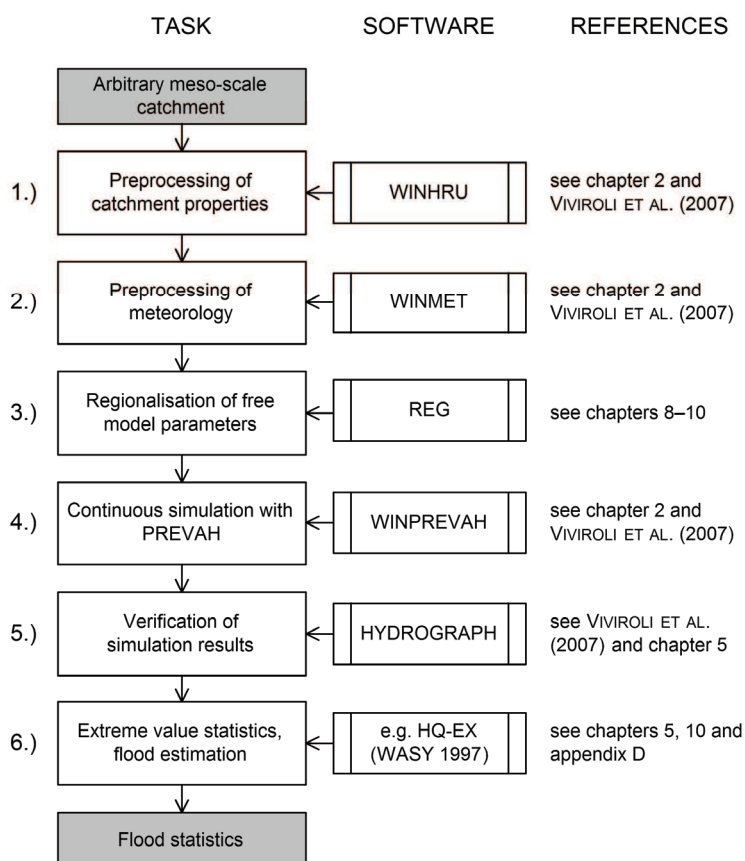 TASK SOFTWARE REFERENCES
Arbitrary meso-scale
catchment
1.)
Preprocessing of
catchment properties
WINHRU
see chapter 2 and
VIVIROLI ET AL. (2007)
2.)
Preprocessing of
meteorology
WINMET
see chapter 2 and
VIVIROLI ET AL. (2007)
3.)
Regionalisation of free
model parameters
REG
see chapters 8–10
4.)
Continuous simulation with
PREVAH
WINPREVAH
see chapter 2 and
VIVIROLI ET AL. (2007)
5.)
Verification of
simulation results
HYDROGRAPH
see VIVIROLI ET AL.
(2007) and chapter 5
6.)
Extreme value statistics,
flood estimation
e.g. HQ-EX
(WASY 1997)
see chapters 5, 10 and
appendix D
Flood statistics